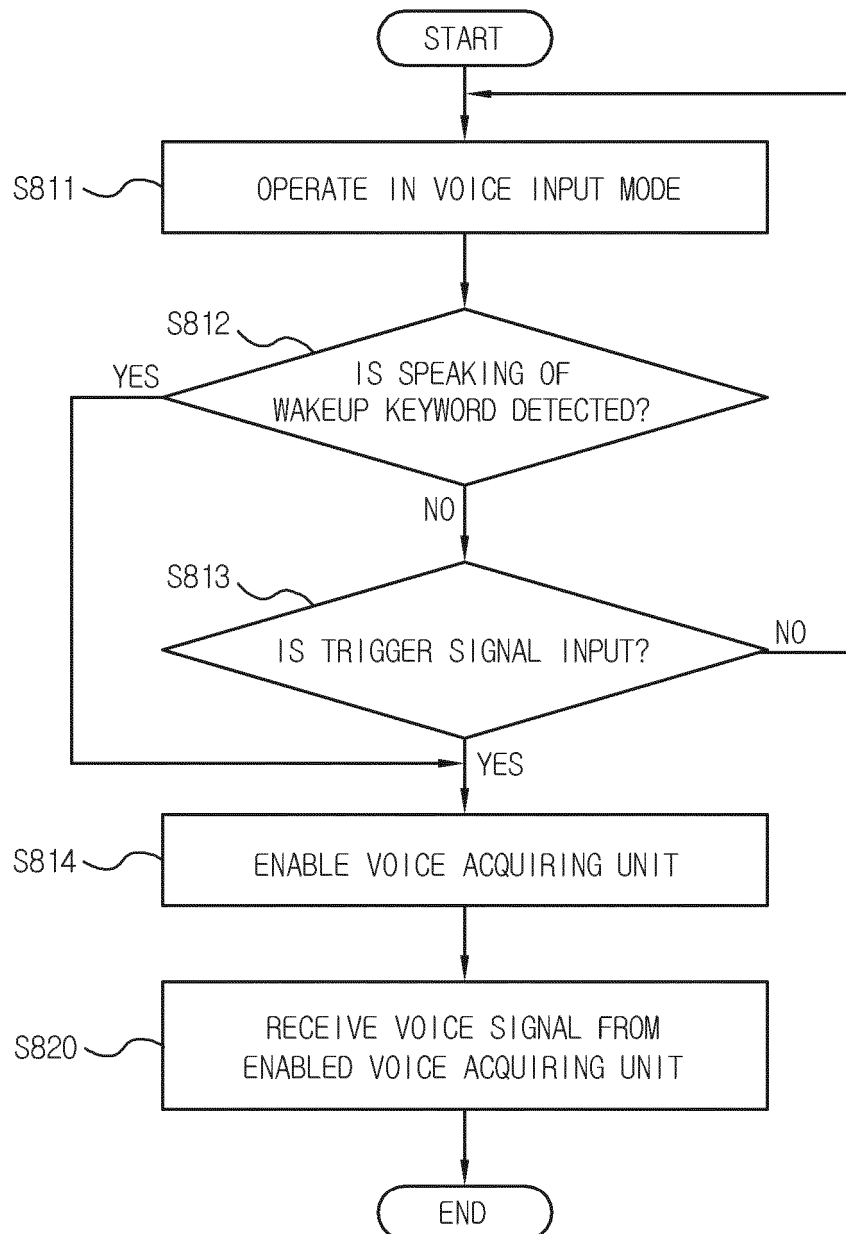 START
S811
OPERATE IN VOICE INPUT MODE
S812
YES
IS SPEAKING OF
WAKEUP KEYWORD DETECTED?
NO
S813
IS TRIGGER SIGNAL INPUT?
NO
YES
S814
ENABLE VOICE ACQUIRING UNIT
S820
RECEIVE VOICE SIGNAL FROM
ENABLED VOICE ACQUIRING UNIT
END